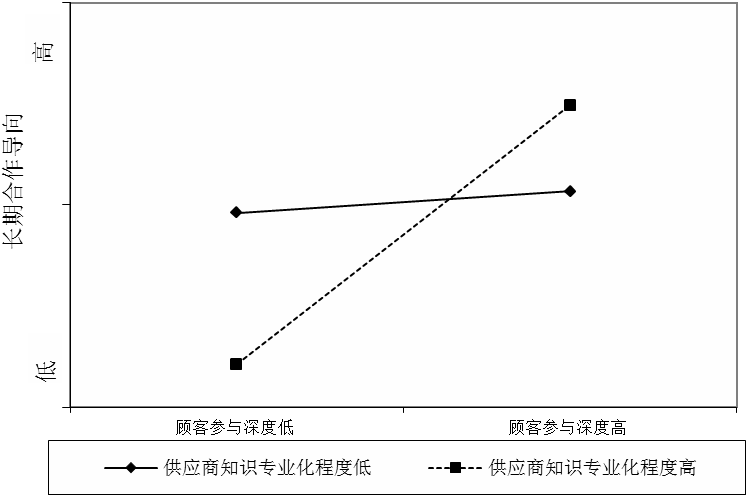 高
长期合作导向
低
顾客参与深度低
顾客参与深度高
供应商知识专业化程度低
供应商知识专业化程度高